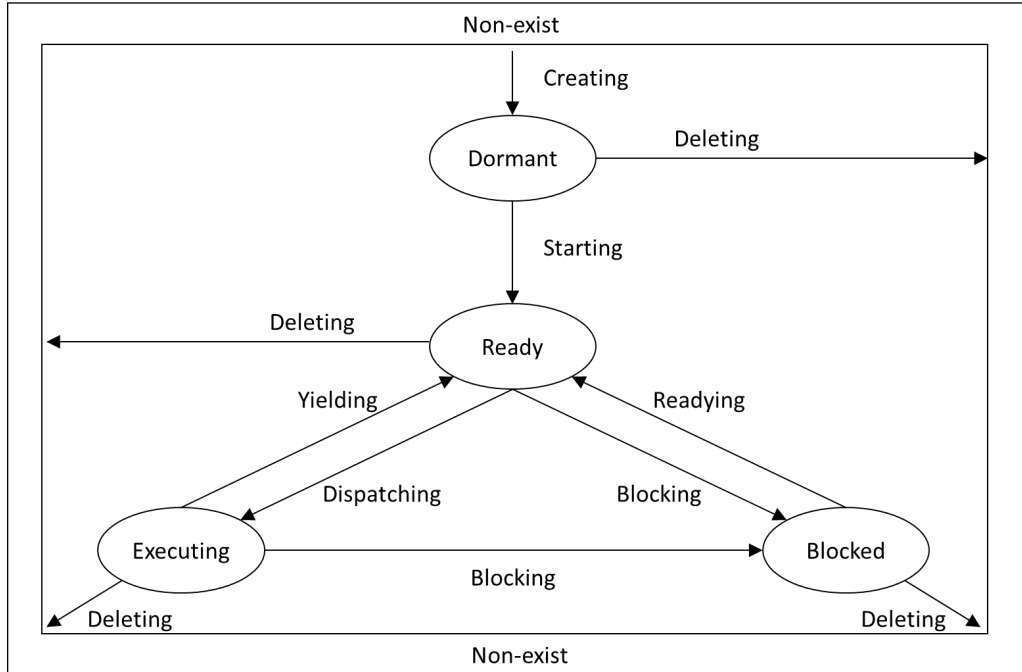 Non-exist
Creating
Dormant
Deleting
Starting
Deleting
Ready
Yielding
Readying
Dispatching
Blocking
Executing
Blocked
Blocking
Deleting
Deleting
Non-exist